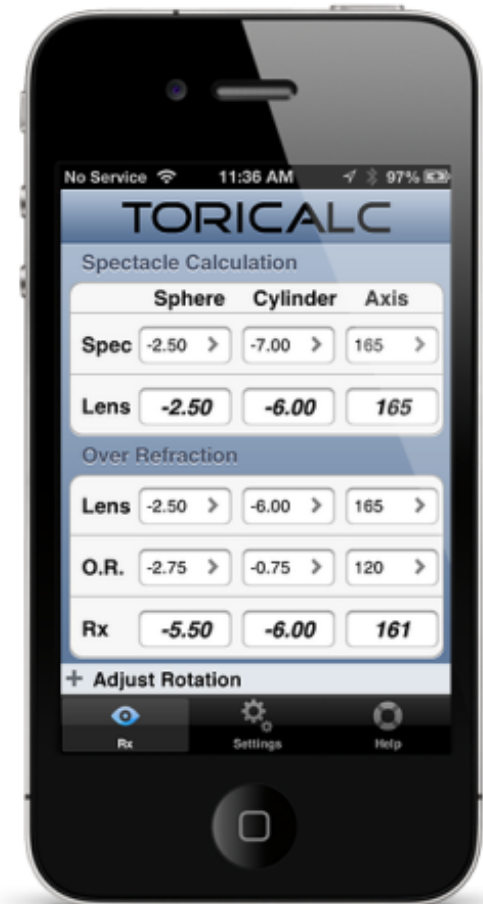 No Service 11:36 AM 97%
TORICALC
Spectacle Calculation
Sphere Cylinder Axis
Spec -2.50 > -7.00 > 165 >
Lens -2.50 -6.00 165
Over Refraction
Lens -2.50 > -6.00 > 165 >
O.R. -2.75 > -0.75 > 120 >
Rx -5.50 -6.00 161
+ Adjust Rotation
Rx Settings Help